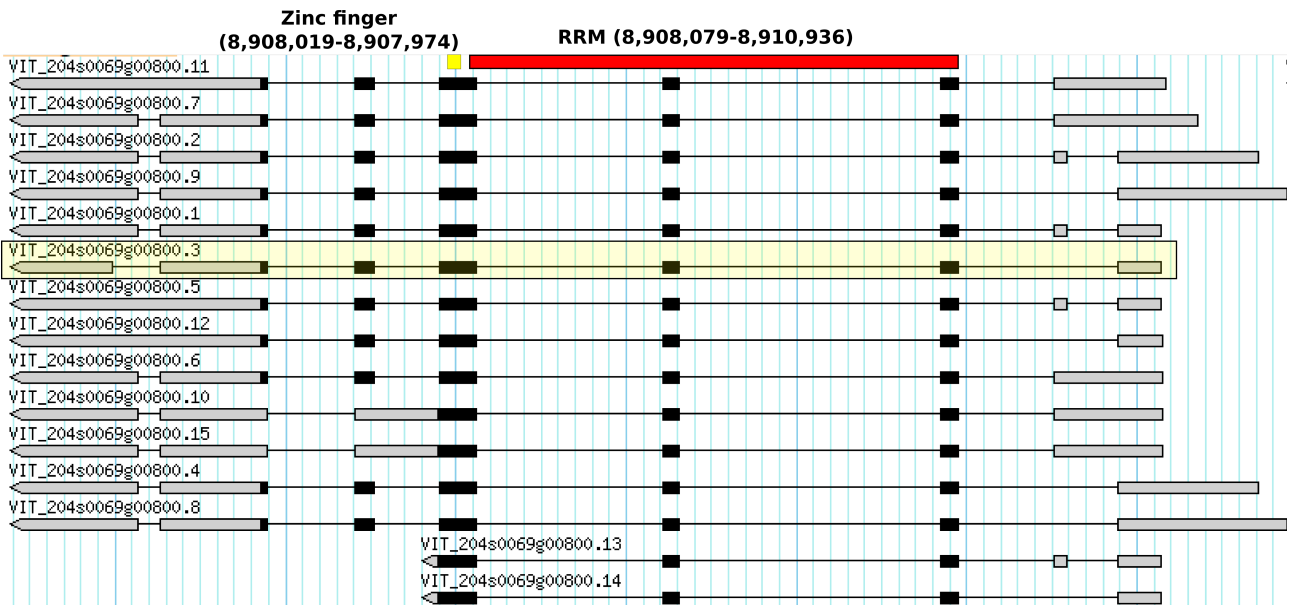 Zinc finger
(8,908,019-8,907,974)
RRM (8,908,079-8,910,936)
VIT_204s0069g00800.11
VIT_204s0069g00800.7
VIT_204s0069g00800.2
VIT_204s0069g00800.9
VIT_204s0069g00800.1
VIT_204s0069g00800.3
VIT_204s0069g00800.5
VIT_204s0069g00800.12
VIT_204s0069g00800.6
VIT_204s0069g00800.10
VIT_204s0069g00800.15
VIT_204s0069g00800.4
VIT_204s0069g00800.8
VIT_204s0069g00800.13
VIT_204s0069g00800.14